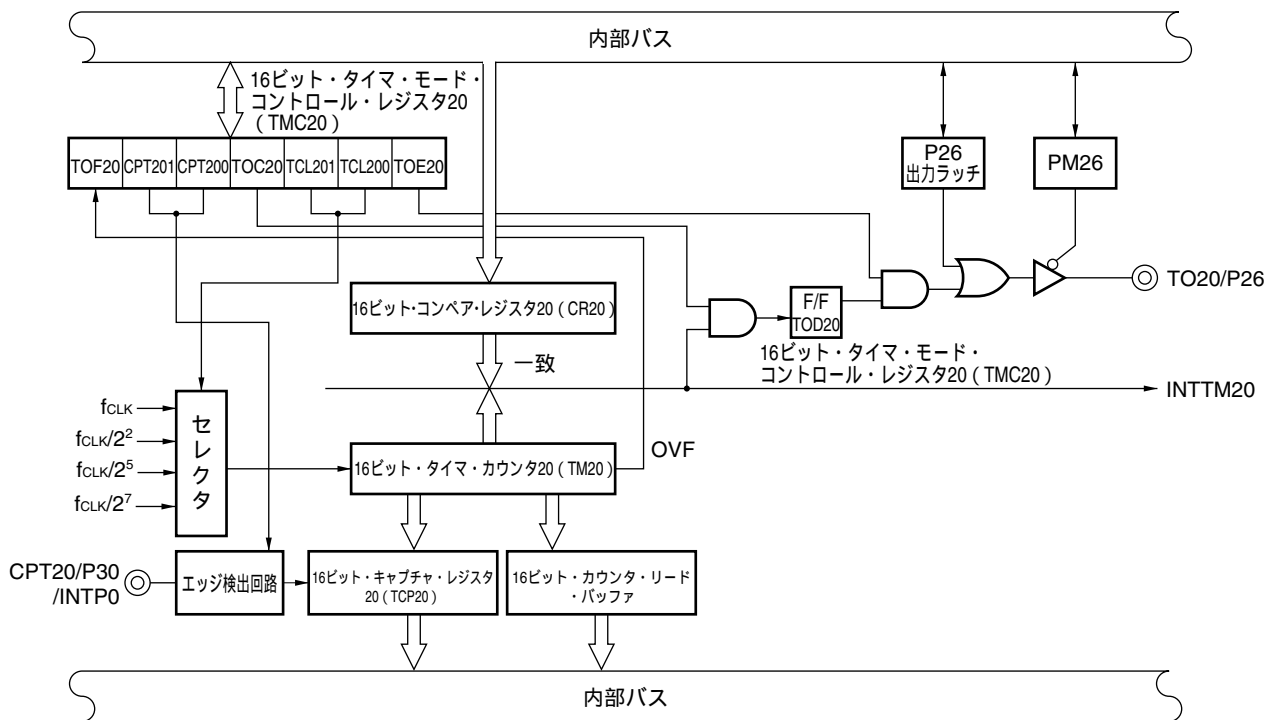 内部バス
16ビット・タイマ・モード・
コントロール・レジスタ20
(TMC20)
TOF20 CPT201 CPT200 TOC20 TCL201 TCL200 TOE20
P26
出力ラッチ
PM26
TO20/P26
16ビット・コンペア・レジスタ20(CR20)
F/F
TOD20
一致
16ビット・タイマ・モード・
コントロール・レジスタ20(TMC20)
INTTM20
fCLK
fCLK/2²
fCLK/2⁵
fCLK/2⁷
セレクタ
16ビット・タイマ・カウンタ20(TM20)
OVF
CPT20/P30
/INTP0
エッジ検出回路
16ビット・キャプチャ・レジスタ
20(TCP20)
16ビット・カウンタ・リード
・バッファ
内部バス